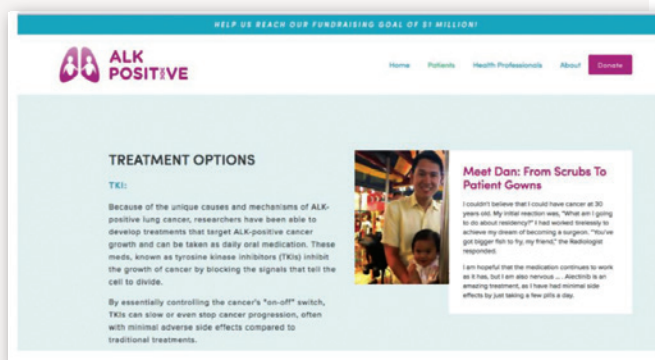 HELP US REACH OUR FUNDRAISING GOAL OF $1 MILLION!
ALK
POSITIVE
Home Patients Health Professionals About Donate
TREATMENT OPTIONS
TKI:
Because of the unique causes and mechanisms of ALK-
positive lung cancer, researchers have been able to
develop treatments that target ALK-positive cancer
growth and can be taken as daily oral medication. These
meds, known as tyrosine kinase inhibitors (TKIs) inhibit
the growth of cancer by blocking the signals that tell the
cell to divide.
By essentially controlling the cancer's "on-off" switch,
TKIs can slow or even stop cancer progression, often
with minimal adverse side effects compared to
traditional treatments.
Meet Dan: From Scrubs To
Patient Gowns
I couldn't believe that I could have cancer at 30
years old. My initial reaction was, "What am I going
to do about residency?" I had worked tirelessly to
achieve my dream of becoming a surgeon. "You've
got bigger fish to fry, my friend," the Radiologist
responded.
I am hopeful that the medication continues to work
as it has, but I am also nervous ... . Alectinib is an
amazing treatment, as I have had minimal side
effects by just taking a few pills a day.